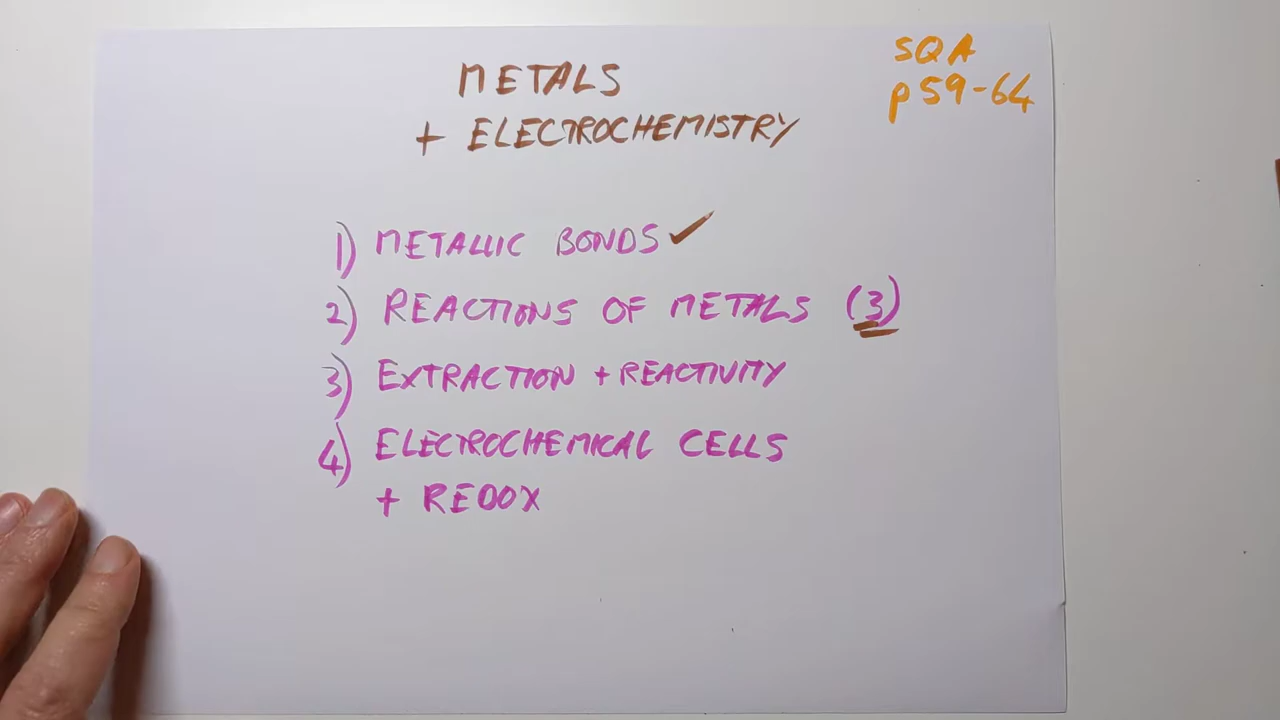 METALS
+ ELECTROCHEMISTRY
SQA
p59-64
1) METALLIC BONDS ✓
2) REACTIONS OF METALS (3)
3) EXTRACTION + REACTIVITY
4) ELECTROCHEMICAL CELLS
+ REDOX